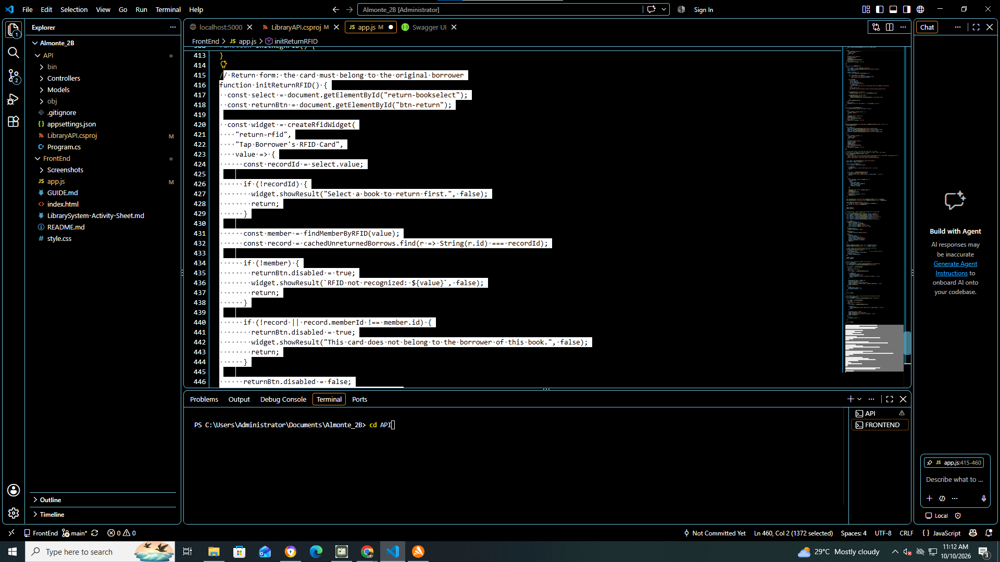 File Edit Selection View Go Run Terminal Help
Almonte_2B [Administrator]
Sign In
Explorer
Almonte_2B
API
bin
Controllers
Models
obj
.gitignore
appsettings.json
LibraryAPI.csproj M
Program.cs
FrontEnd
Screenshots
JS app.js M
GUIDE.md
index.html
LibrarySystem-Activity-Sheet.md
README.md
style.css
Outline
Timeline
localhost:5000
LibraryAPI.csproj M
JS app.js M
Swagger UI
FrontEnd > JS app.js > initReturnRFID
413 }
414
415 // Return form: the card must belong to the original borrower
416 function initReturnRFID() {
417 const select = document.getElementById("return-bookselect");
418 const returnBtn = document.getElementById("btn-return");
419
420 const widget = createRfidWidget(
421 "return-rfid",
422 "Tap Borrower's RFID Card",
423 value => {
424 const recordId = select.value;
425
426 if (!recordId) {
427 widget.showResult("Select a book to return first.", false);
428 return;
429 }
430
431 const member = findMemberByRFID(value);
432 const record = cachedUnreturnedBorrows.find(r => String(r.id) === recordId);
433
434 if (!member) {
435 returnBtn.disabled = true;
436 widget.showResult(`RFID not recognized: ${value}`, false);
437 return;
438 }
439
440 if (!record || record.memberId !== member.id) {
441 returnBtn.disabled = true;
442 widget.showResult("This card does not belong to the borrower of this book.", false);
443 return;
444 }
445
446 returnBtn.disabled = false;
Problems Output Debug Console Terminal Ports
PS C:\Users\Administrator\Documents\Almonte_2B> cd API
API
FRONTEND
Chat
Build with Agent
AI responses may
be inaccurate
Generate Agent
Instructions to
onboard AI onto
your codebase.
JS app.js:415-460
Describe what to ...
Local
FrontEnd main* 0 0
Not Committed Yet Ln 460, Col 2 (1372 selected) Spaces: 4 UTF-8 CRLF { } JavaScript
Type here to search
29°C Mostly cloudy
11:12 AM
10/10/2026
3